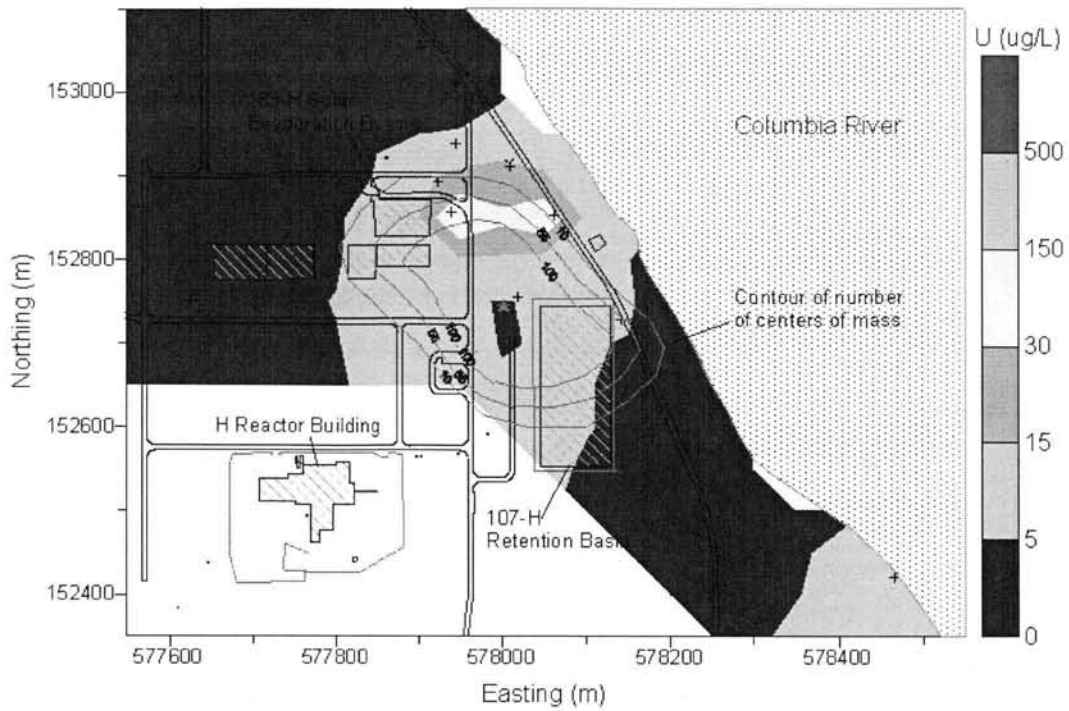 U (ug/L)
153000
Columbia River
500
150
152800
Contour of number
of centers of mass
Northing (m)
30
152600
H Reactor Building
15
107-H
Retention Basin
5
152400
0
577600
577800
578000
578200
578400
Easting (m)